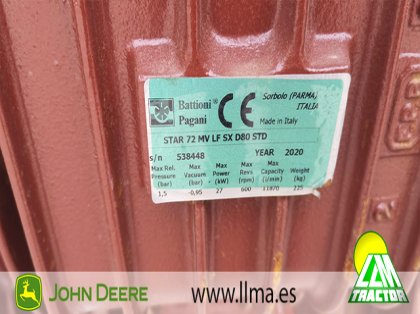 Battioni
Pagani ®
CE
Sorbolo (PARMA)
ITALIA
Made in Italy
STAR 72 MV LF SX D80 STD
s/n 538448 YEAR 2020
Max Rel. Pressure (bar) Max Vacuum (bar) Max Power (kW) Max Revs (rpm) Max Capacity (l/min) Weight (kg)
1,5 -0,95 27 600 11870 225
JOHN DEERE
www.llma.es
LLM
TRACTOR